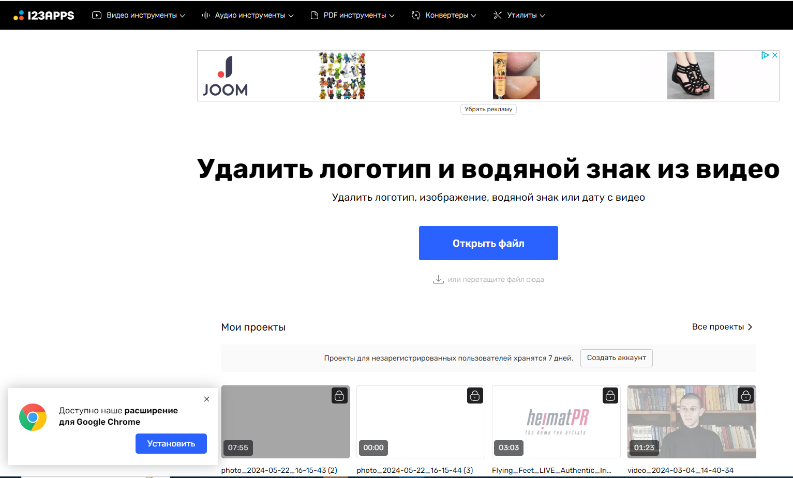 123APPS
Видео инструменты
Аудио инструменты
PDF инструменты
Конвертеры
Утилиты
JOOM
Убрать рекламу
Удалить логотип и водяной знак из видео
Удалить логотип, изображение, водяной знак или дату с видео
Открыть файл
или перетащите файл сюда
Мои проекты
Все проекты
Проекты для незарегистрированных пользователей хранятся 7 дней.
Создать аккаунт
Доступно наше расширение
для Google Chrome
Установить
07:55
00:00
heimatPR
the home for artists
03:03
01:23
photo_2024-05-22_16-15-43 (2)
photo_2024-05-22_16-15-44 (3)
Flying_Feet_LIVE_Authentic_In...
video_2024-03-04_14-40-34